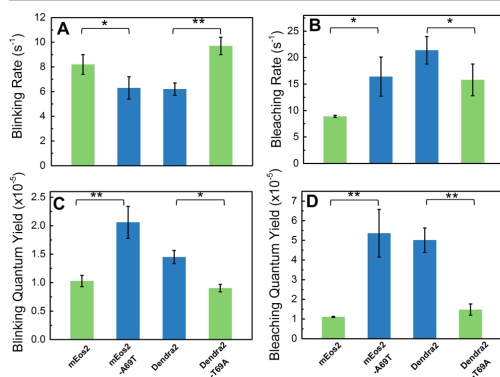 A
* **
Blinking Rate (s-1)
12
10
8
6
4
2
0
B
* *
Bleaching Rate (s-1)
25
20
15
10
5
0
C
** *
Blinking Quantum Yield (x10-5)
2.5
2.0
1.5
1.0
0.5
0.0
mEos2
mEos2
-A69T
Dendra2
Dendra2
-T69A
D
** **
Bleaching Quantum Yield (x10-5)
7
6
5
4
3
2
1
0
mEos2
mEos2
-A69T
Dendra2
Dendra2
-T69A